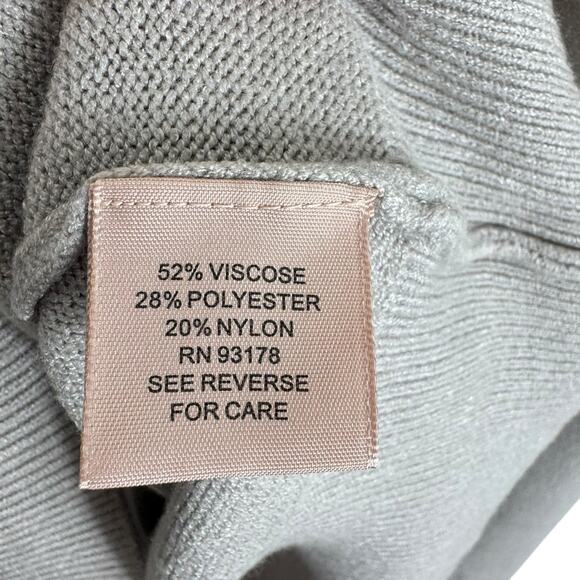 52% VISCOSE
28% POLYESTER
20% NYLON
RN 93178
SEE REVERSE
FOR CARE